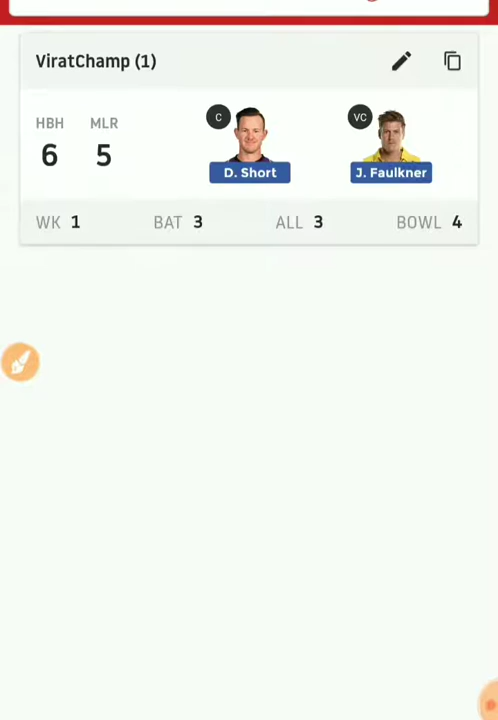 ViratChamp (1)
HBH MLR
6 5
C
VC
D. Short
J. Faulkner
WK 1 BAT 3 ALL 3 BOWL 4